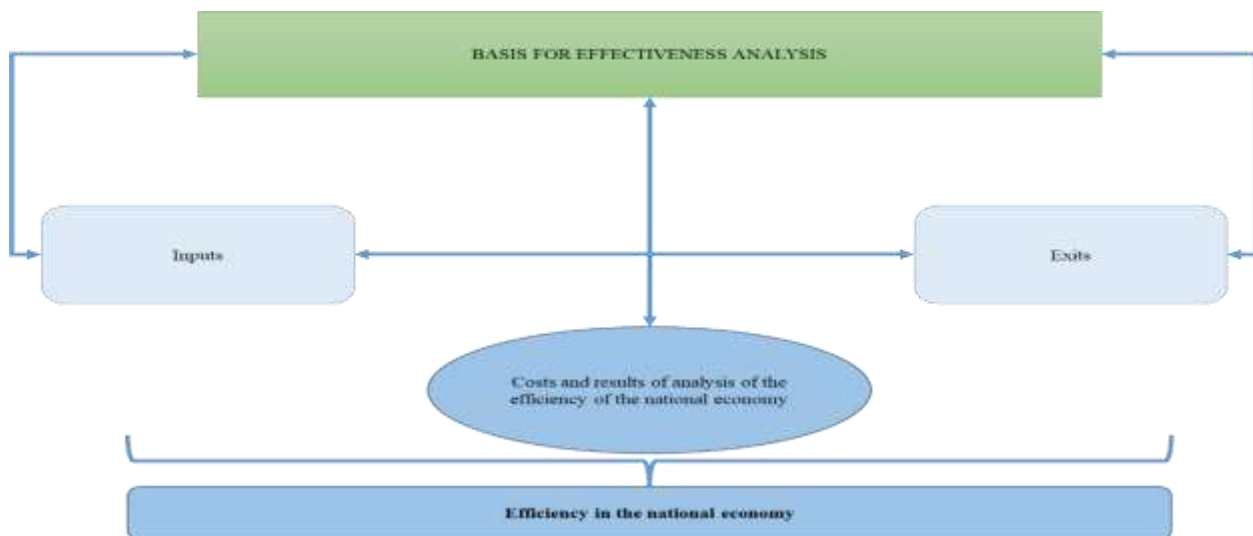 BASIS FOR EFFECTIVENESS ANALYSIS
Inputs
Exits
Costs and results of analysis of the
efficiency of the national economy
Efficiency in the national economy